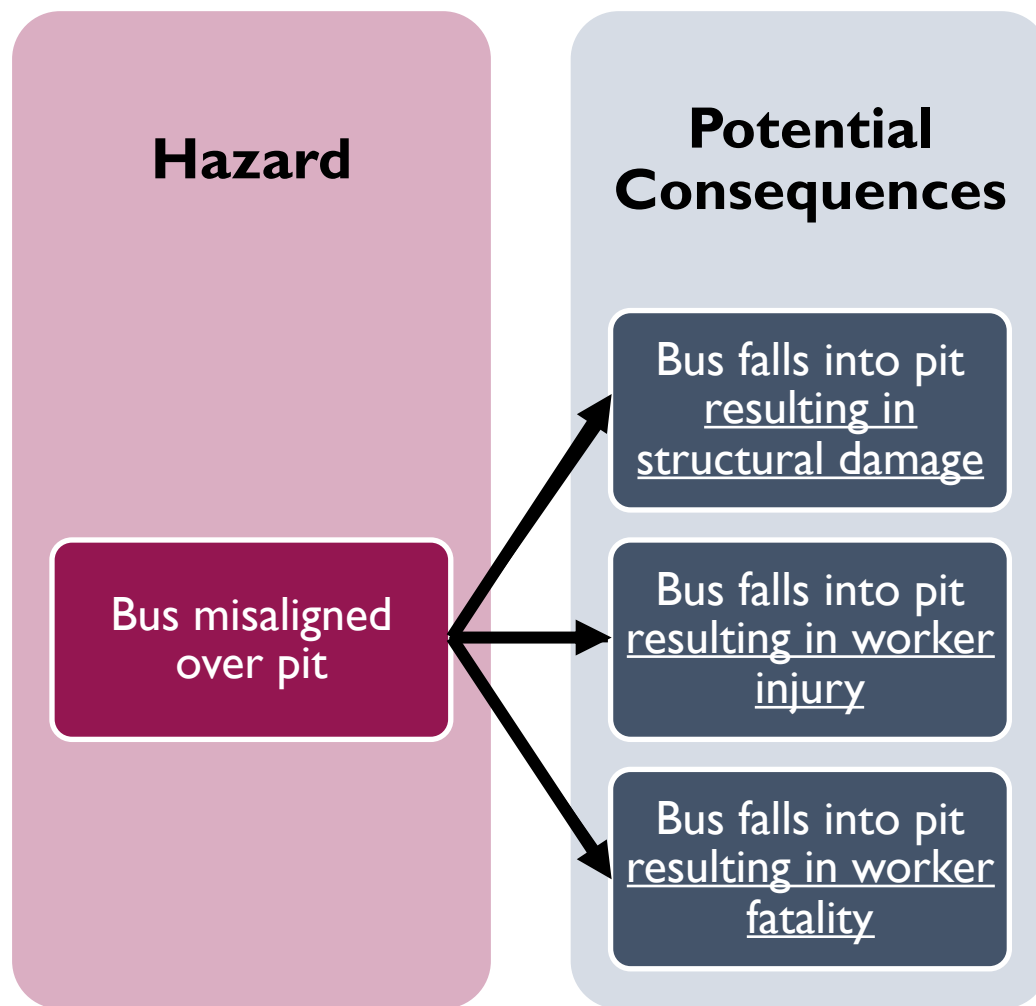 Hazard
Potential
Consequences
Bus misaligned
over pit
Bus falls into pit
resulting in
structural damage
Bus falls into pit
resulting in worker
injury
Bus falls into pit
resulting in worker
fatality